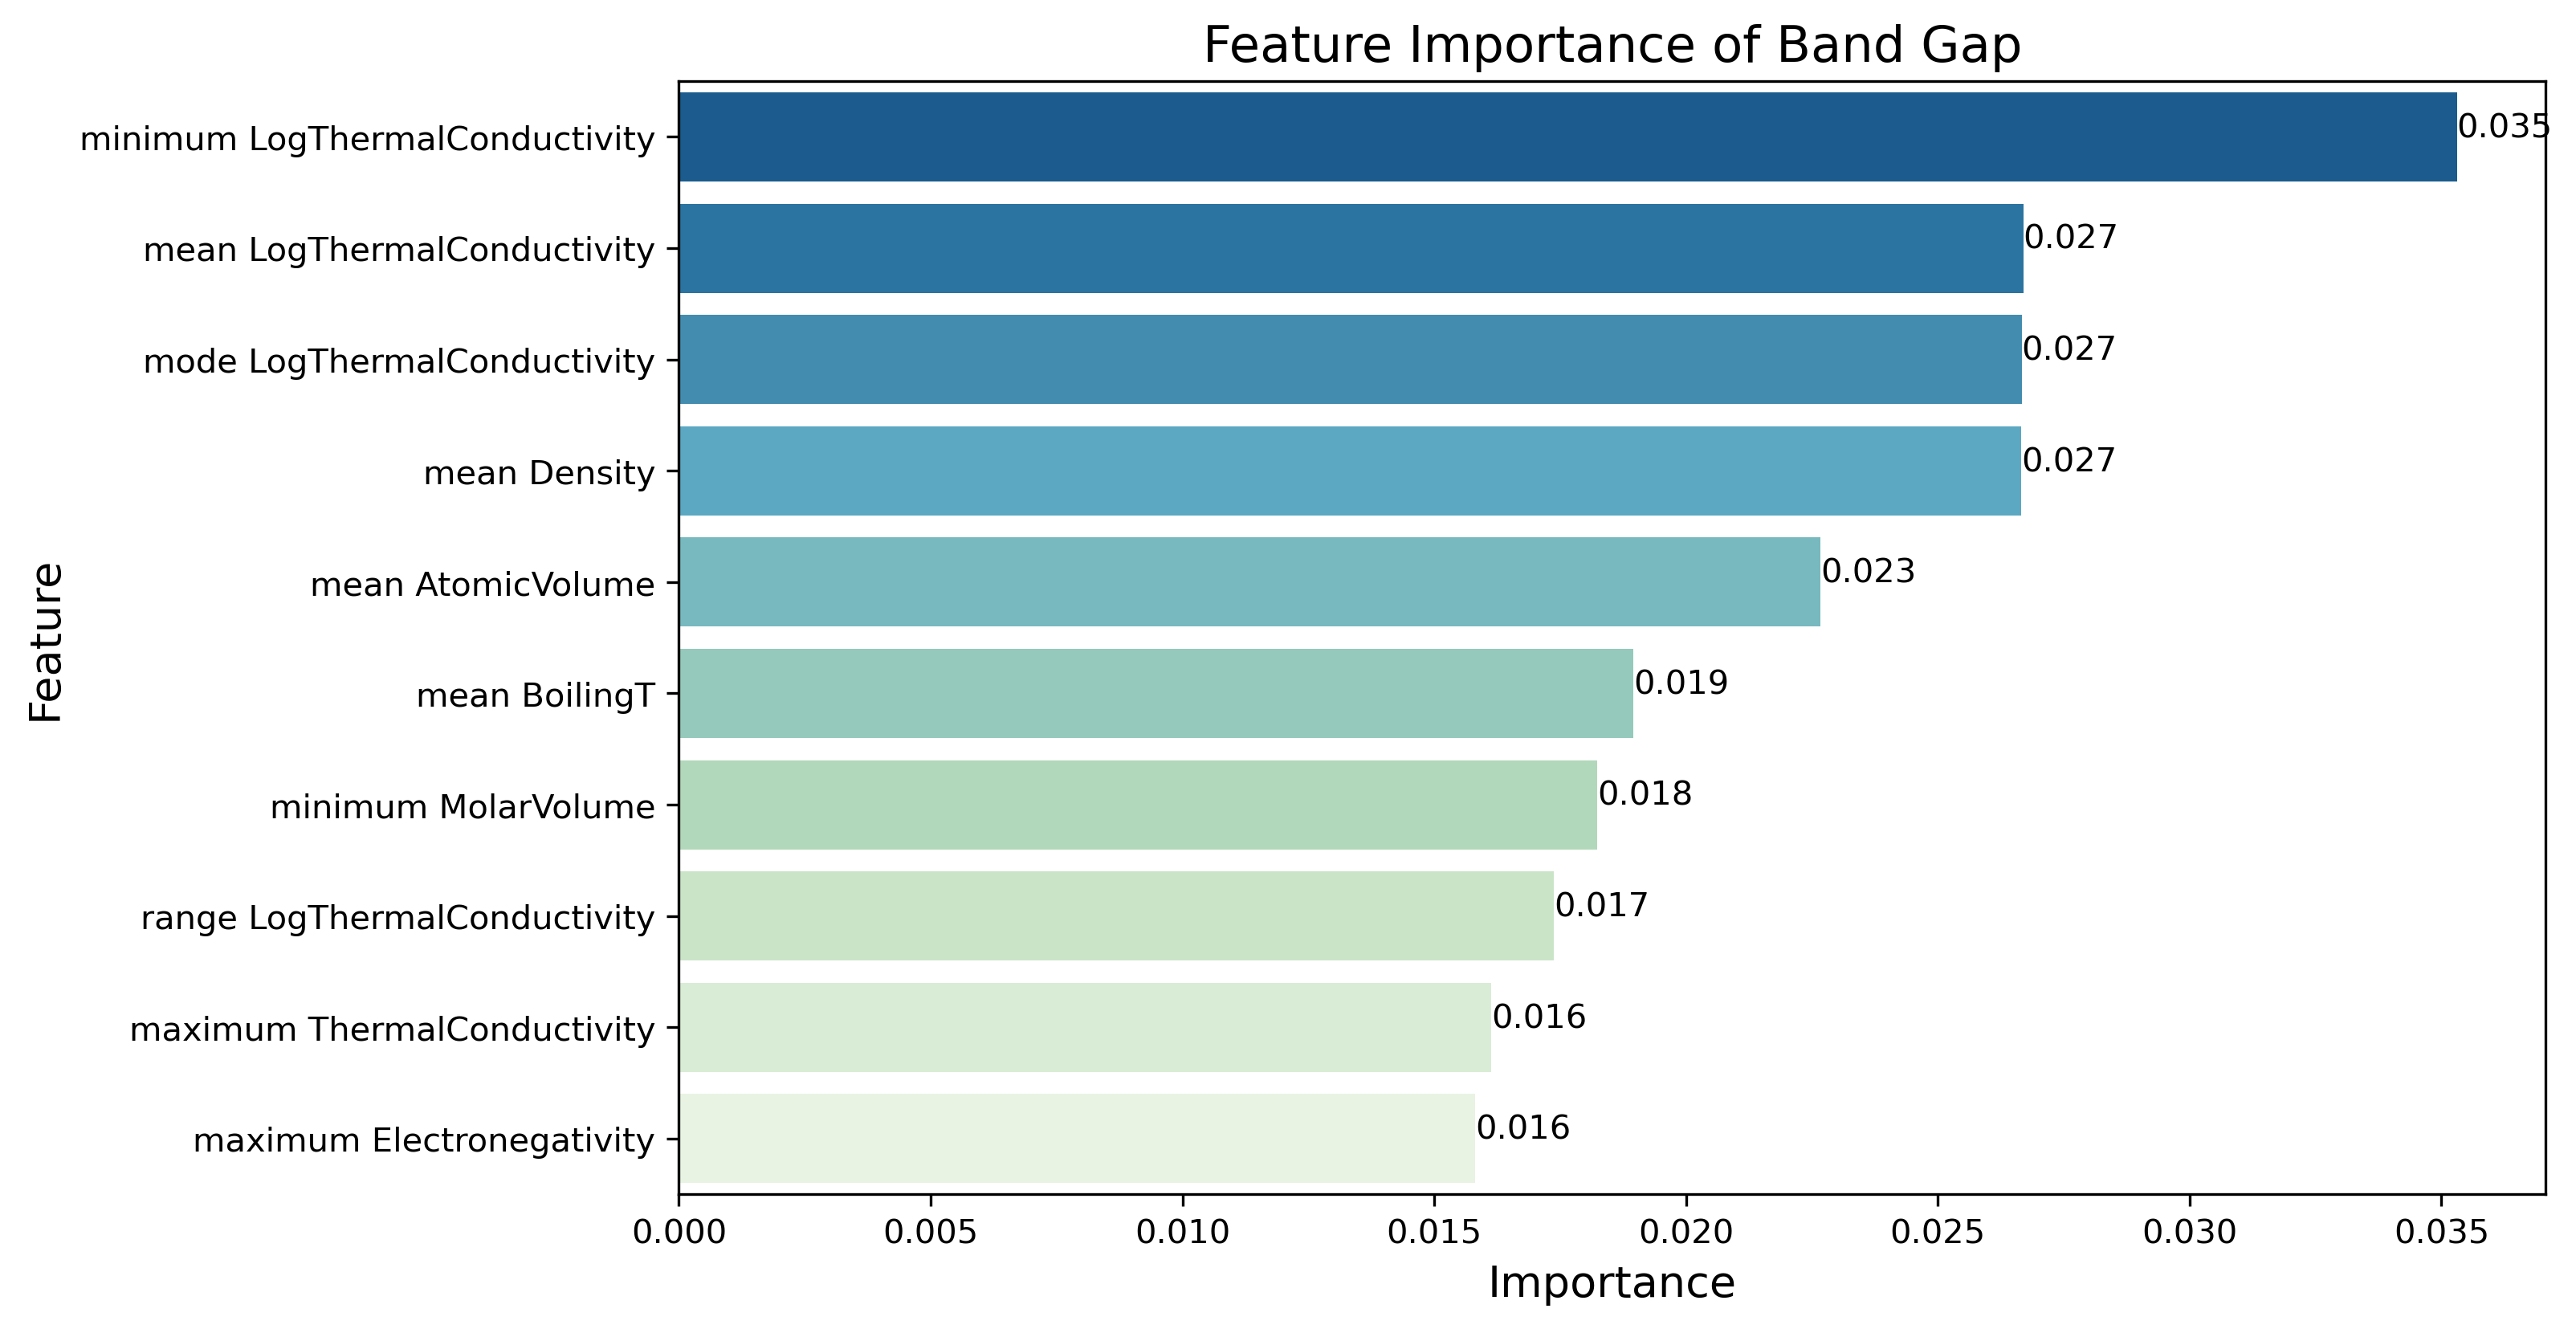 Feature Importance of Band Gap
minimum LogThermalConductivity 0.035
mean LogThermalConductivity 0.027
mode LogThermalConductivity 0.027
mean Density 0.027
mean AtomicVolume 0.023
mean BoilingT 0.019
minimum MolarVolume 0.018
range LogThermalConductivity 0.017
maximum ThermalConductivity 0.016
maximum Electronegativity 0.016
Feature
0.000 0.005 0.010 0.015 0.020 0.025 0.030 0.035
Importance